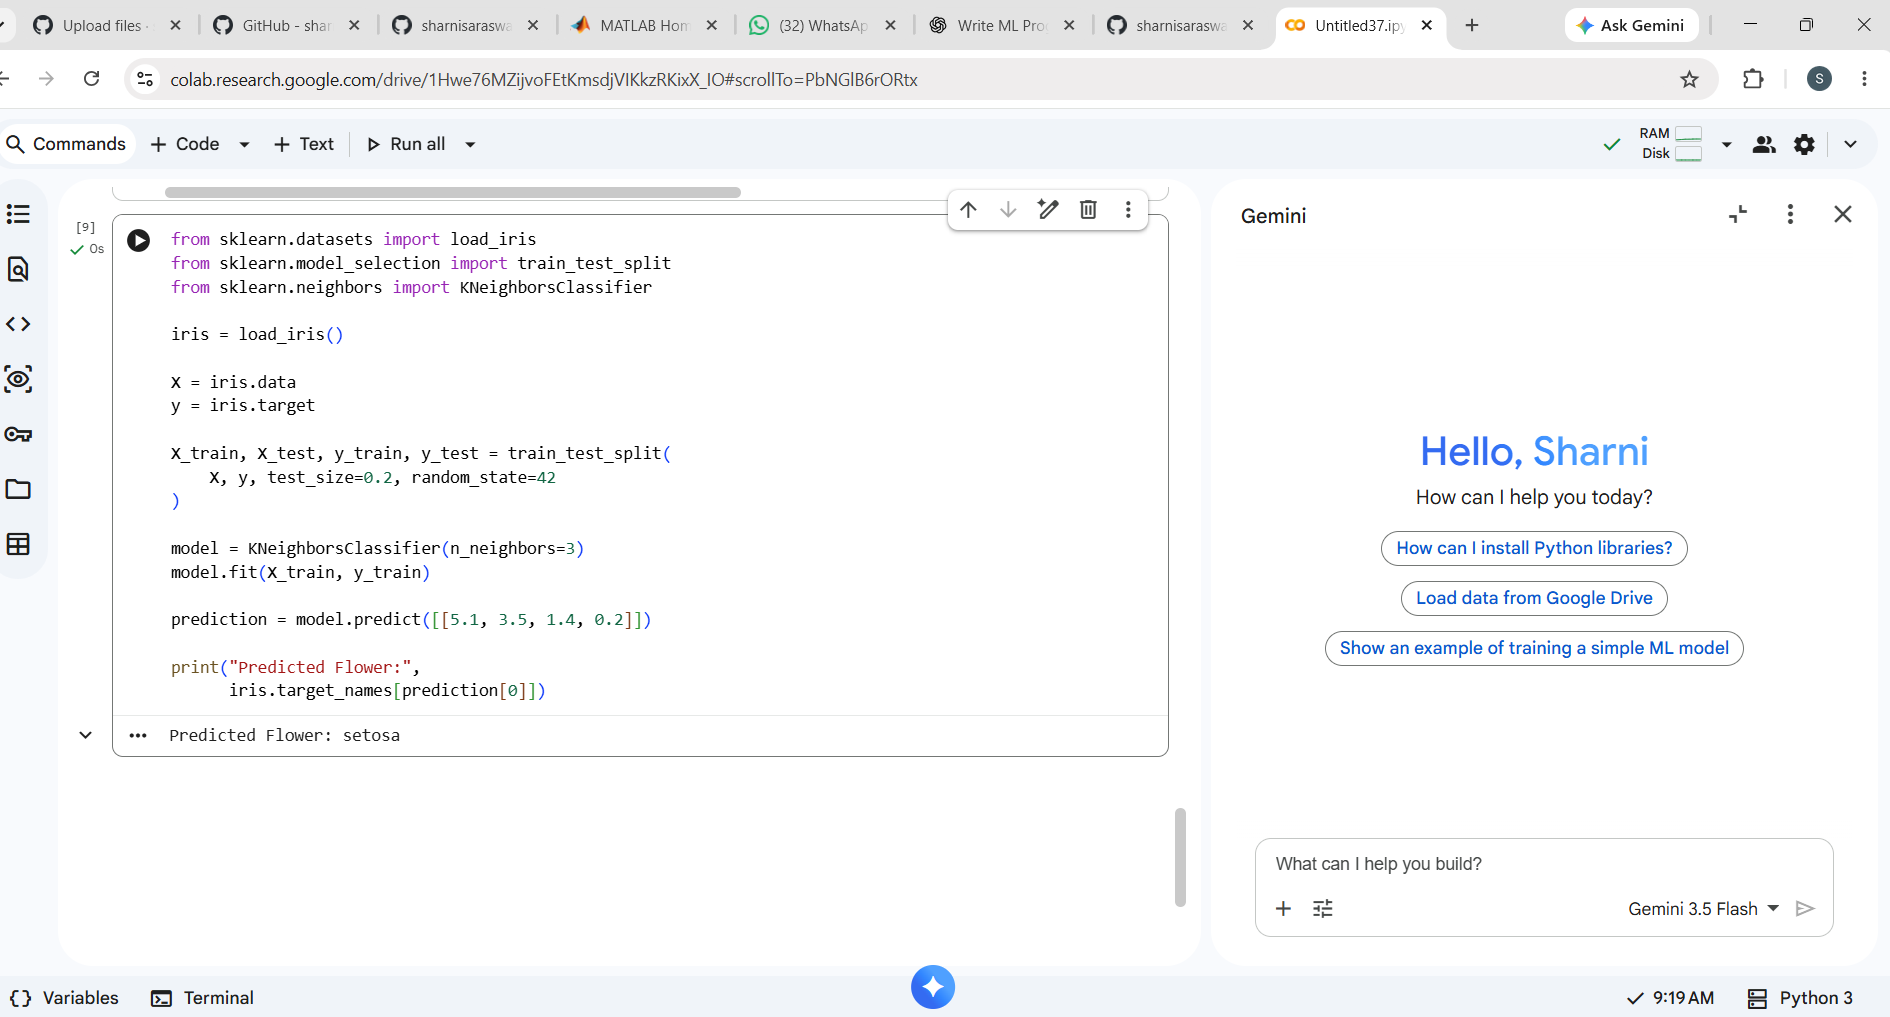 Upload files ·
GitHub - shar
sharnisarasw
MATLAB Hom
(32) WhatsAp
Write ML Pro
sharnisarasw
Untitled37.ipy
Ask Gemini
colab.research.google.com/drive/1Hwe76MZijvoFEtKmsdjVIKkzRKixX_IO#scrollTo=PbNGlB6rORtx
S
Commands
+ Code
+ Text
Run all
RAM
Disk
[9]
0s
from sklearn.datasets import load_iris
from sklearn.model_selection import train_test_split
from sklearn.neighbors import KNeighborsClassifier
iris = load_iris()
X = iris.data
y = iris.target
X_train, X_test, y_train, y_test = train_test_split(
X, y, test_size=0.2, random_state=42
)
model = KNeighborsClassifier(n_neighbors=3)
model.fit(X_train, y_train)
prediction = model.predict([[5.1, 3.5, 1.4, 0.2]])
print("Predicted Flower:",
iris.target_names[prediction[0]])
Predicted Flower: setosa
Gemini
Hello, Sharni
How can I help you today?
How can I install Python libraries?
Load data from Google Drive
Show an example of training a simple ML model
What can I help you build?
Gemini 3.5 Flash
Variables
Terminal
9:19 AM
Python 3